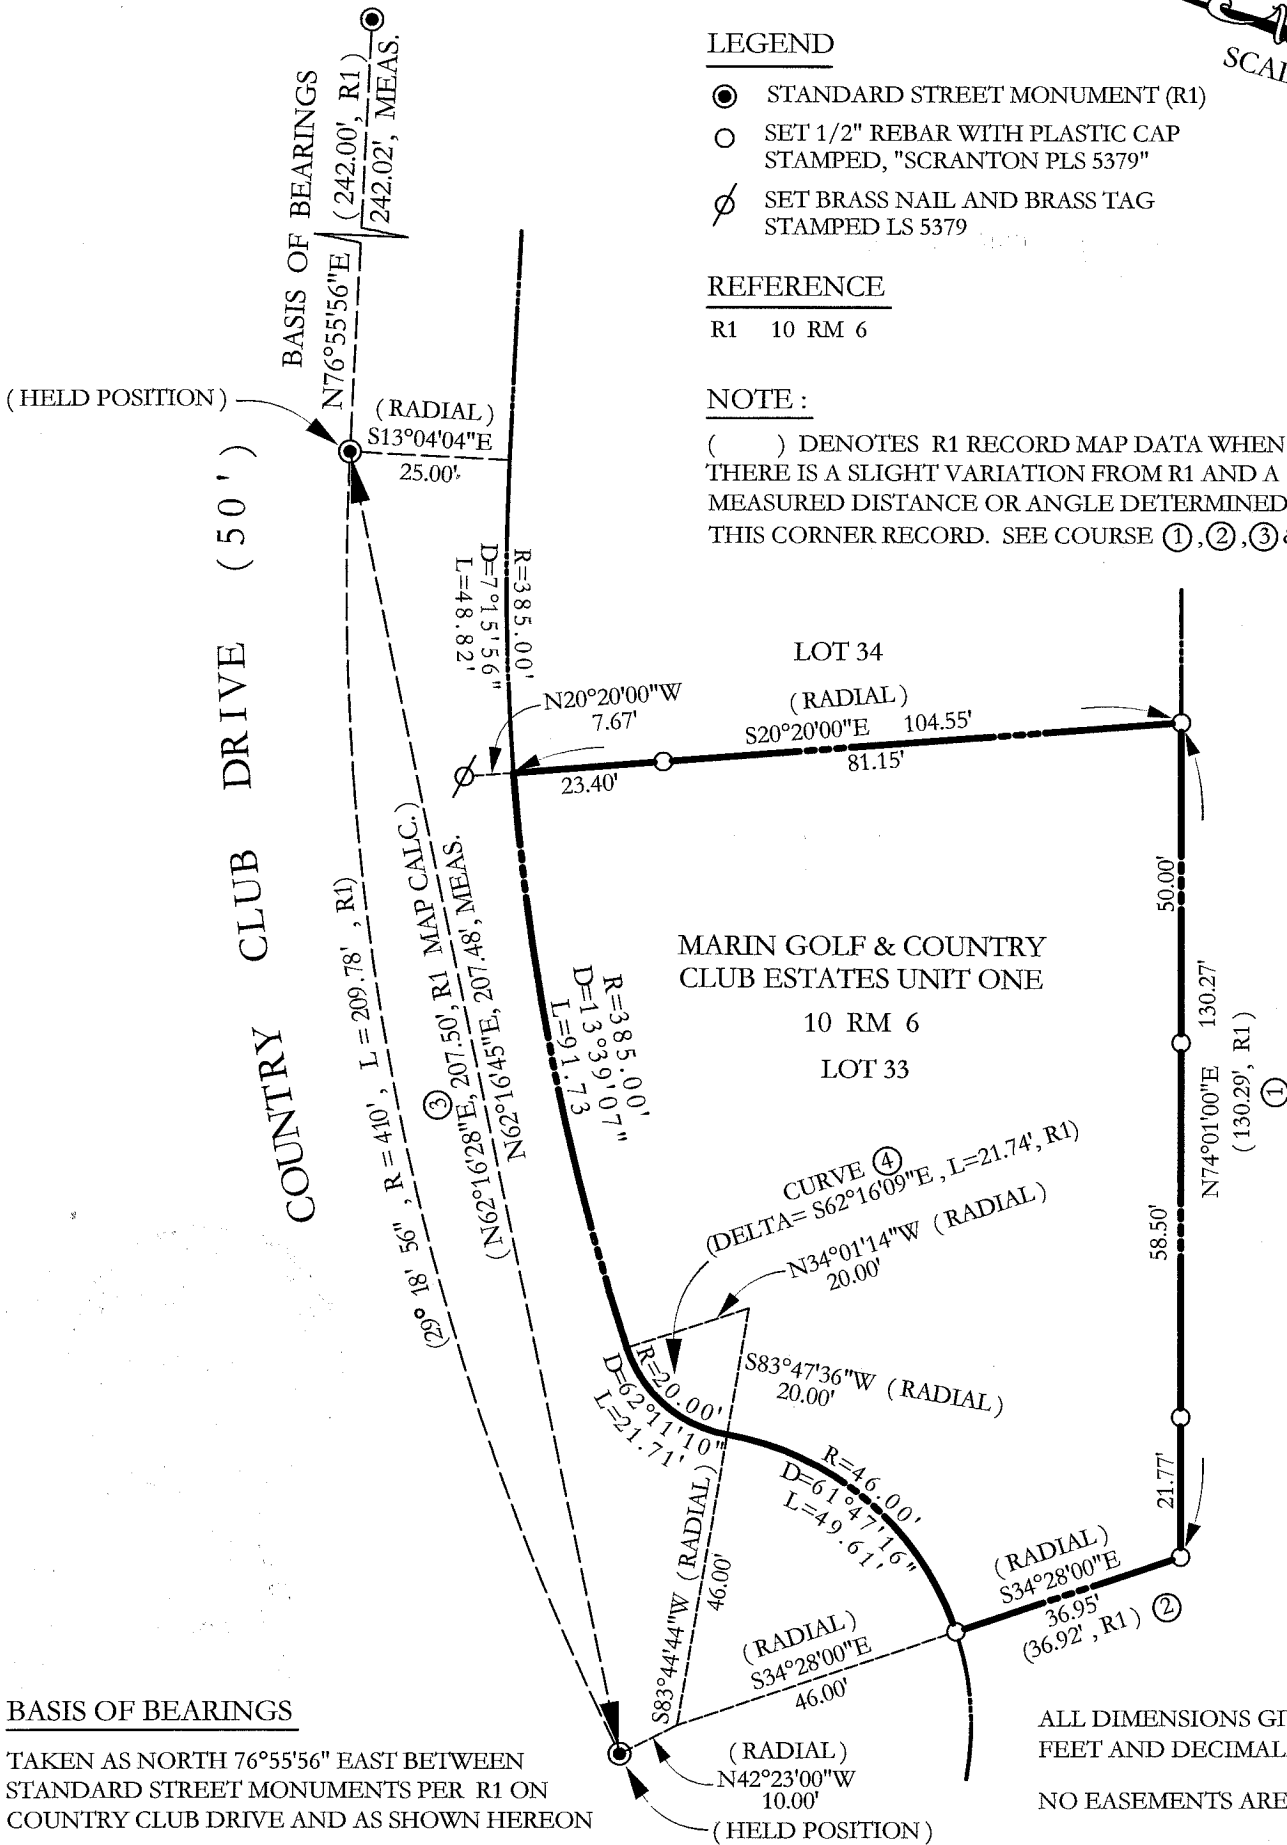 SCAL
LEGEND
STANDARD STREET MONUMENT (R1)
SET 1/2" REBAR WITH PLASTIC CAP
STAMPED, "SCRANTON PLS 5379"
SET BRASS NAIL AND BRASS TAG
STAMPED LS 5379
REFERENCE
R1 10 RM 6
NOTE :
( ) DENOTES R1 RECORD MAP DATA WHEN
THERE IS A SLIGHT VARIATION FROM R1 AND A
MEASURED DISTANCE OR ANGLE DETERMINED
THIS CORNER RECORD. SEE COURSE ①,②,③
BASIS OF BEARINGS
N76°55'56"E (242.00', R1)
242.02', MEAS.
(HELD POSITION)
(RADIAL)
S13°04'04"E
25.00'
COUNTRY CLUB DRIVE (50')
R=385.00'
D=7°15'56"
L=48.82'
LOT 34
N20°20'00"W
7.67'
(RADIAL)
S20°20'00"E 104.55'
23.40'
81.15'
50.00'
58.50'
21.77'
N74°01'00"E 130.27'
(130.29', R1)
①
MARIN GOLF & COUNTRY
CLUB ESTATES UNIT ONE
10 RM 6
LOT 33
R=385.00'
D=13°39'07"
L=91.73
(29° 18' 56" , R = 410' , L = 209.78' , R1)
③
(N62°16'28"E, 207.50', R1 MAP CALC.)
N62°16'45"E, 207.48', MEAS.
CURVE ④
(DELTA= S62°16'09"E , L=21.74', R1)
N34°01'14"W (RADIAL)
20.00'
S83°47'36"W (RADIAL)
20.00'
R=20.00'
D=62°11'10"
L=21.71'
R=46.00'
D=61°47'16"
L=49.61'
S83°44'44"W (RADIAL)
46.00'
(RADIAL)
S34°28'00"E
46.00'
(RADIAL)
S34°28'00"E
36.95'
(36.92' , R1) ②
(RADIAL)
N42°23'00"W
10.00'
(HELD POSITION)
BASIS OF BEARINGS
TAKEN AS NORTH 76°55'56" EAST BETWEEN
STANDARD STREET MONUMENTS PER R1 ON
COUNTRY CLUB DRIVE AND AS SHOWN HEREON
ALL DIMENSIONS GI
FEET AND DECIMAL
NO EASEMENTS ARE